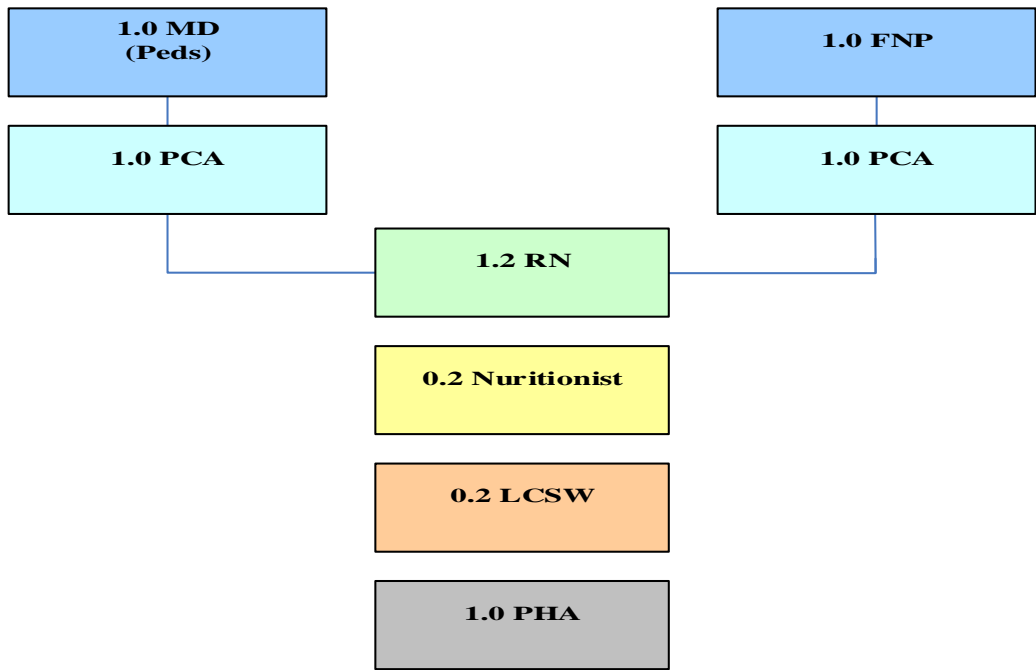 1.0 MD
(Peds)
1.0 FNP
1.0 PCA
1.0 PCA
1.2 RN
0.2 Nuritionist
0.2 LCSW
1.0 PHA